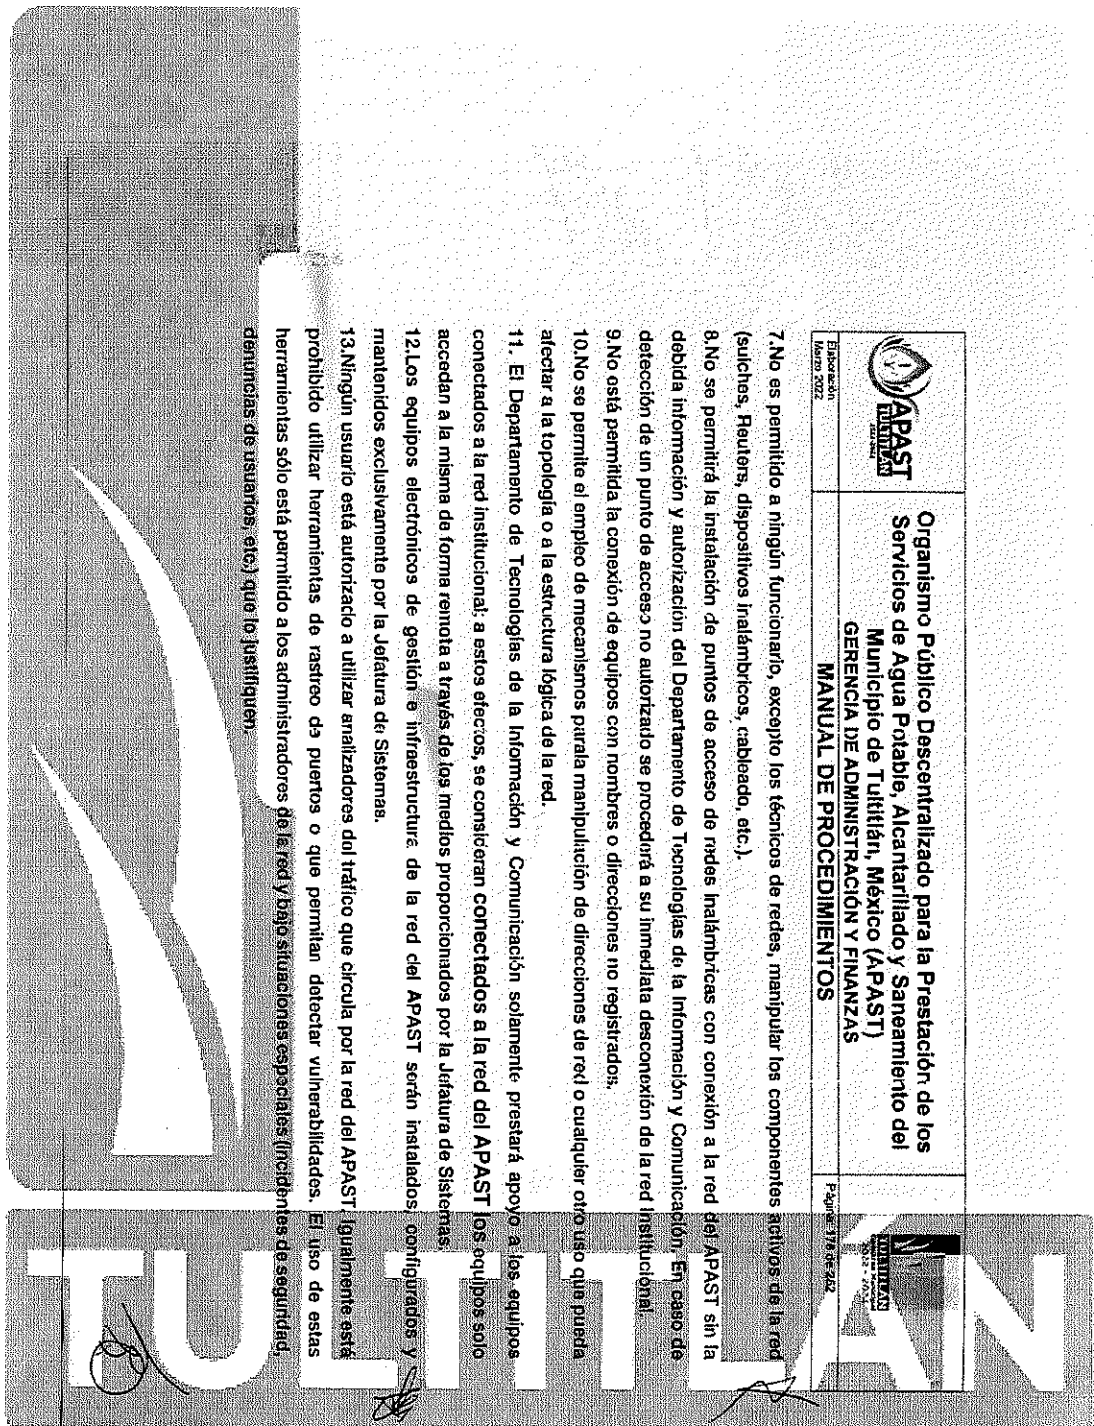 APAST
TULTITLÁN
Organismo Público Descentralizado para la Prestación de los
Servicios de Agua Potable, Alcantarillado y Saneamiento del
Municipio de Tultitlán, México (APAST)
GERENCIA DE ADMINISTRACIÓN Y FINANZAS
Elaboración:
Marzo 2022
MANUAL DE PROCEDIMIENTOS
TULTITLÁN
2022 - 2024
Página: de 252
7.No es permitido a ningún funcionario, excepto los técnicos de redes, manipular los componentes activos de la red
(suiches, Reuters, dispositivos inalámbricos, cableado, etc.).
8.No se permitirá la instalación de puntos de acceso de redes inalámbricas con conexión a la red del APAST sin la
debida información y autorización del Departamento de Tecnologías de la Información y Comunicación. En caso de
detección de un punto de acceso no autorizado se procederá a su inmediata desconexión de la red institucional.
9.No está permitida la conexión de equipos con nombres o direcciones no registrados.
10.No se permite el empleo de mecanismos parala manipulación de direcciones de red o cualquier otro uso que pueda
afectar a la topología o a la estructura lógica de la red.
11. El Departamento de Tecnologías de la Información y Comunicación solamente prestará apoyo a los equipos
conectados a la red institucional; a estos efectos, se consideran conectados a la red del APAST los equipos solo
accedan a la misma de forma remota a través de los medios proporcionados por la Jefatura de Sistemas.
12.Los equipos electrónicos de gestión e infraestructura de la red del APAST serán instalados, configurados y
mantenidos exclusivamente por la Jefatura de Sistemas.
13.Ningún usuario está autorizado a utilizar analizadores del tráfico que circula por la red del APAST. Igualmente está
prohibido utilizar herramientas de rastreo de puertos o que permitan detectar vulnerabilidades. El uso de estas
herramientas sólo está permitido a los administradores de la red y bajo situaciones especiales (incidentes de seguridad,
denuncias de usuarios, etc.) que lo justifiquen.
TULTITLÁN